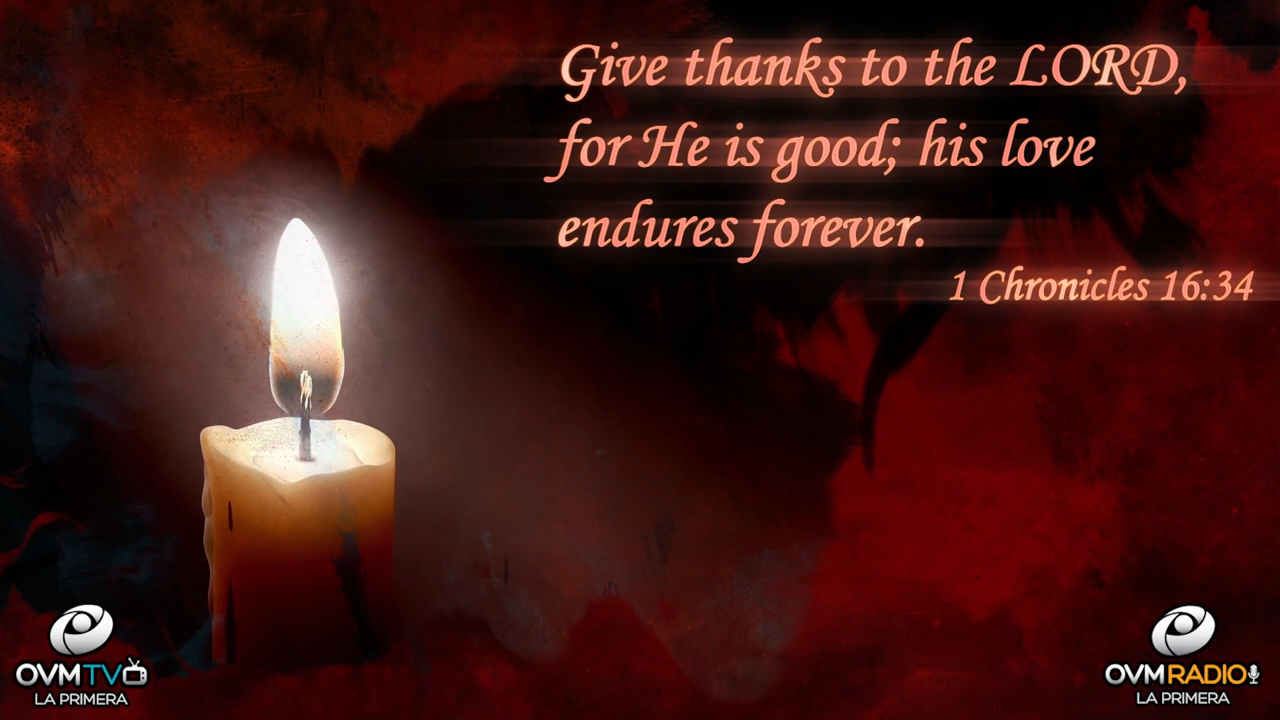 Give thanks to the LORD,
for He is good; his love
endures forever.
1 Chronicles 16:34
OVMTV
LA PRIMERA
OVMRADIO
LA PRIMERA